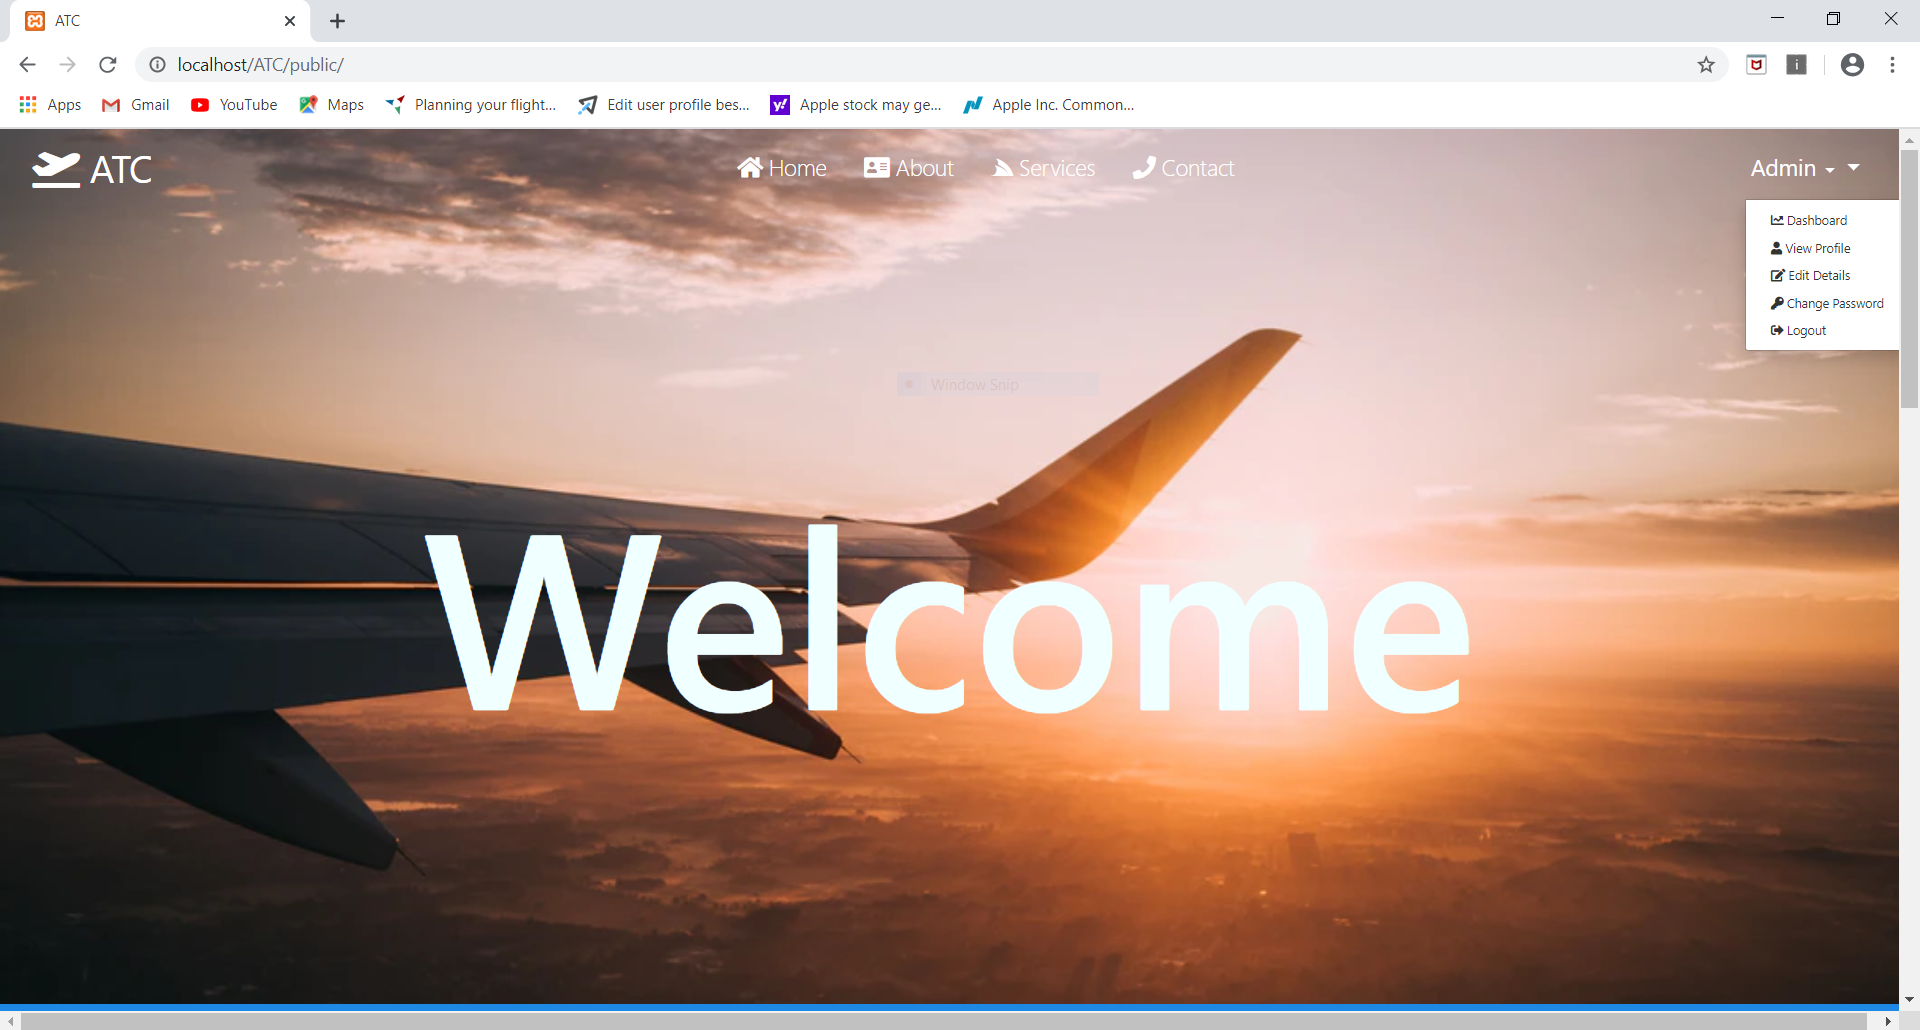 ATC
localhost/ATC/public/
Apps Gmail YouTube Maps Planning your flight... Edit user profile bes... Apple stock may ge... Apple Inc. Common...
ATC Home About Services Contact Admin
Dashboard
View Profile
Edit Details
Change Password
Logout
Window Snip
Welcome